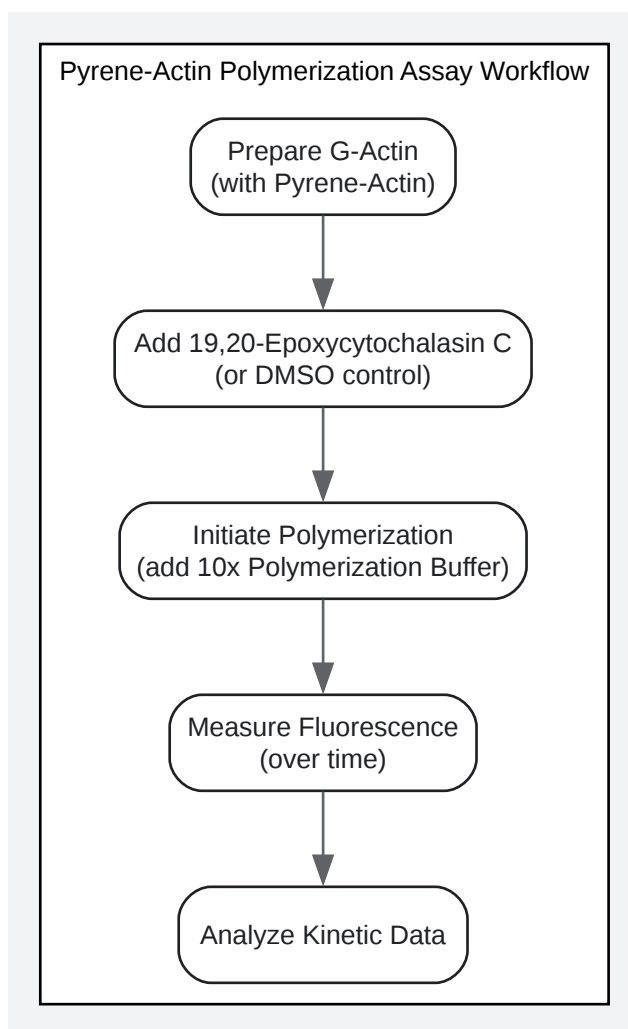 Pyrene-Actin Polymerization Assay Workflow
Prepare G-Actin
(with Pyrene-Actin)
Add 19,20-Epoxycytochalasin C
(or DMSO control)
Initiate Polymerization
(add 10x Polymerization Buffer)
Measure Fluorescence
(over time)
Analyze Kinetic Data